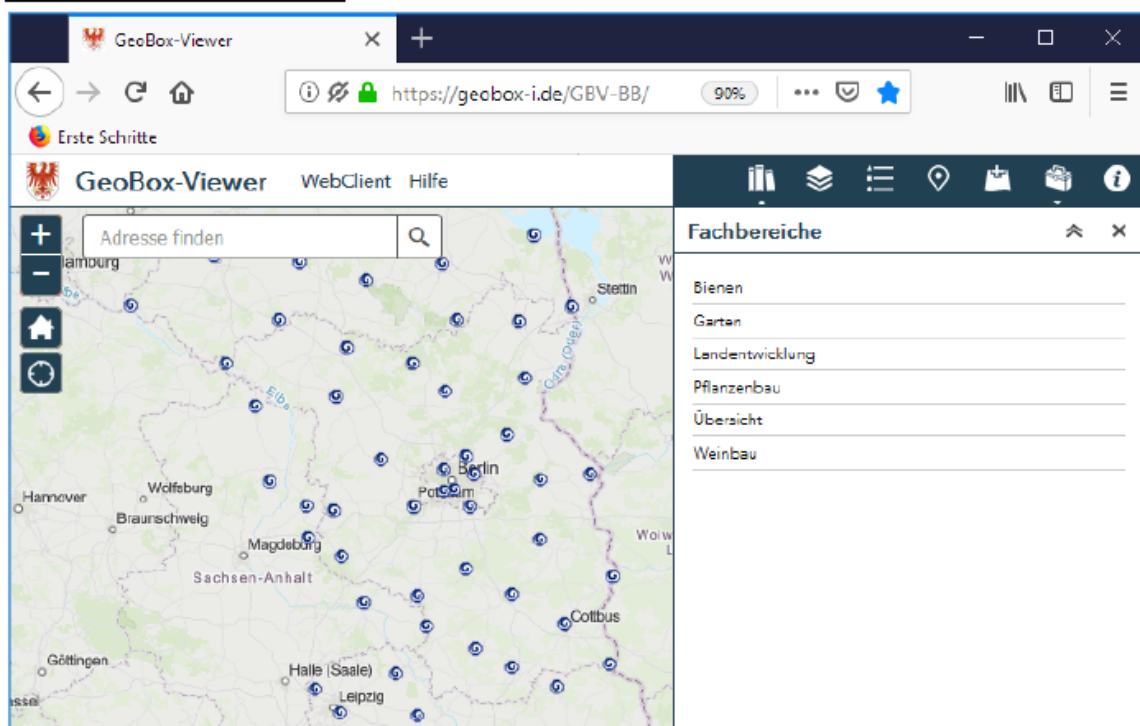 GeoBox-Viewer
https://geobox-i.de/GBV-BB/ 90%
Erste Schritte
GeoBox-Viewer WebClient Hilfe
Adresse finden
Fachbereiche
Bienen
Garten
Landentwicklung
Pflanzenbau
Übersicht
Weinbau
Stettin
Odra (Oder)
Elbe
Berlin
Hannover
Wolfsburg
Braunschweig
Magdeburg
Sachsen-Anhalt
Cottbus
Göttingen
Halle (Saale)
Leipzig